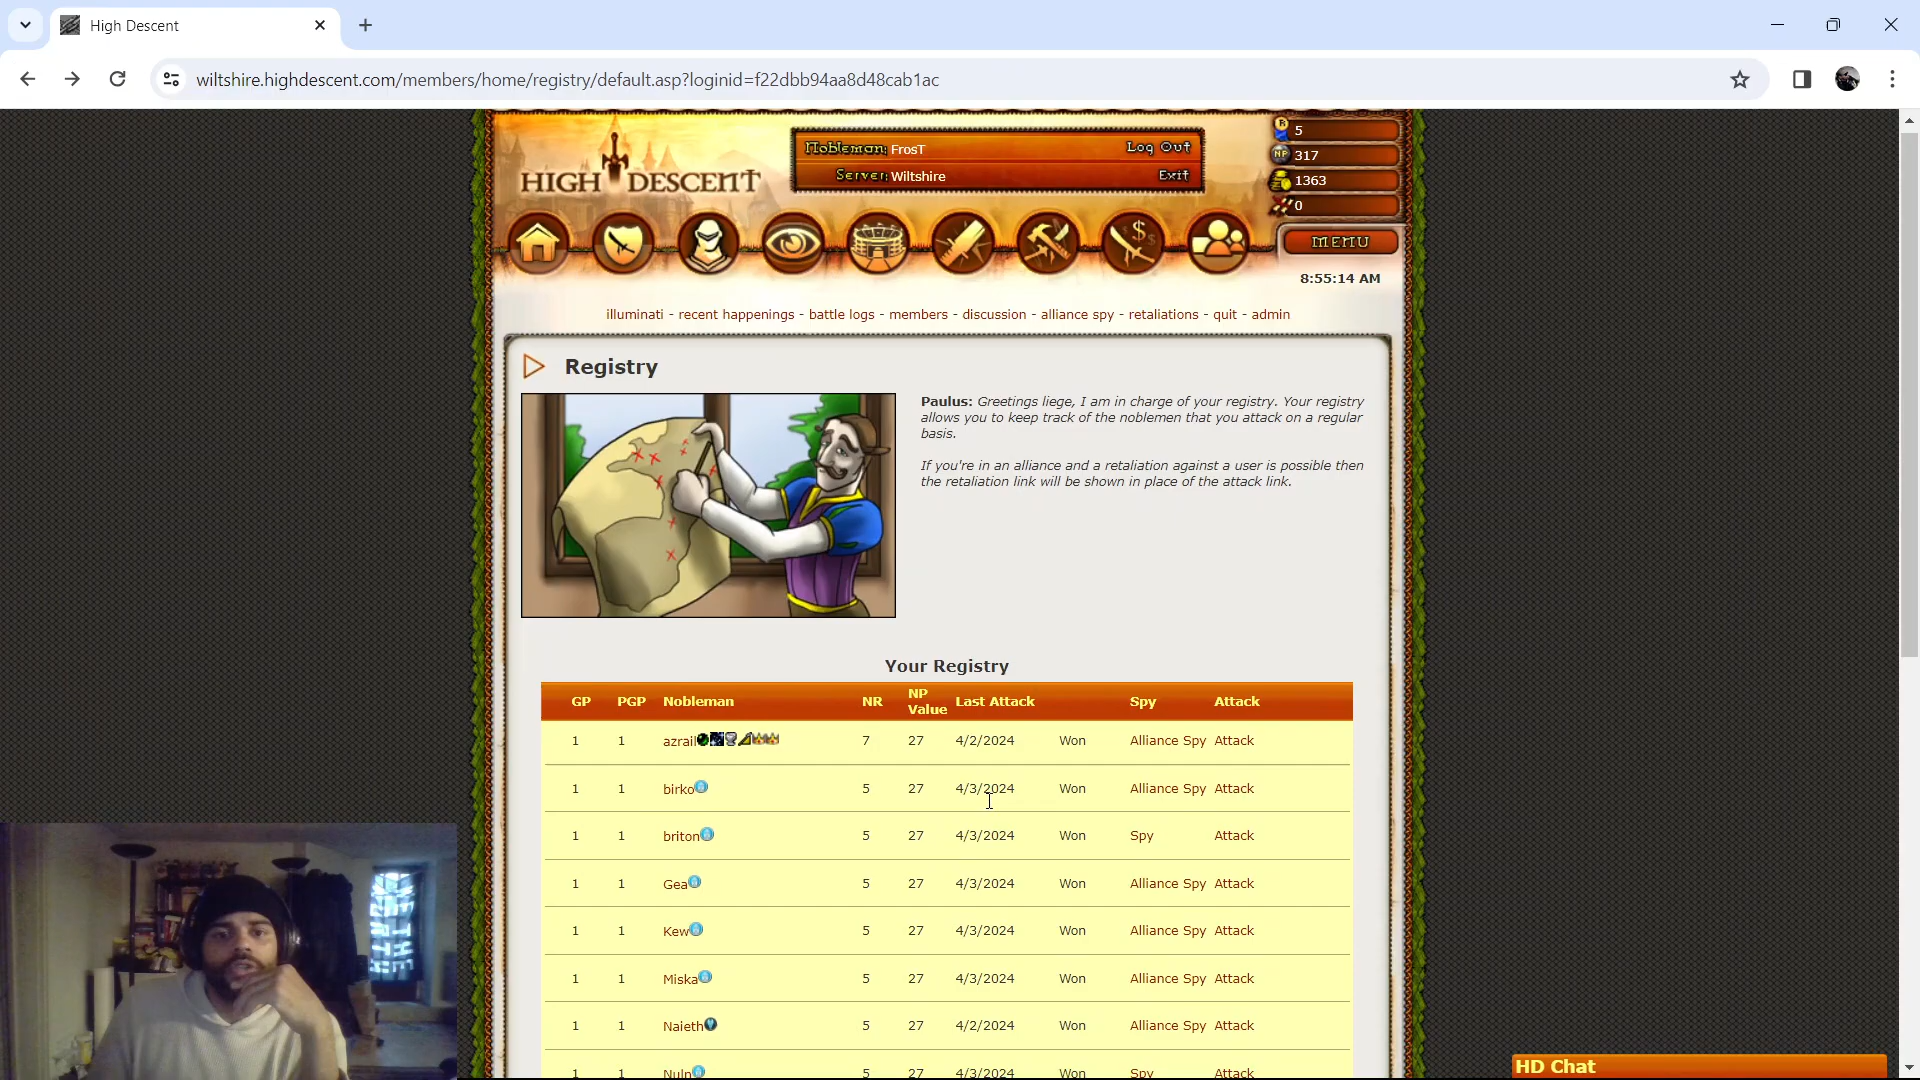 High Descent
wiltshire.highdescent.com/members/home/registry/default.asp?loginid=f22dbb94aa8d48cab1ac
HIGH DESCENT
Nobleman: FrosT
Log Out
Server: Wiltshire
Exit
5
NP 317
1363
0
MENU
8:55:14 AM
illuminati - recent happenings - battle logs - members - discussion - alliance spy - retaliations - quit - admin
Registry
Paulus: Greetings liege, I am in charge of your registry. Your registry
allows you to keep track of the noblemen that you attack on a regular
basis.
If you're in an alliance and a retaliation against a user is possible then
the retaliation link will be shown in place of the attack link.
Your Registry
GP PGP Nobleman NR NP Value Last Attack Spy Attack
1 1 azrail 7 27 4/2/2024 Won Alliance Spy Attack
1 1 birko 5 27 4/3/2024 Won Alliance Spy Attack
1 1 briton 5 27 4/3/2024 Won Spy Attack
1 1 Gea 5 27 4/3/2024 Won Alliance Spy Attack
1 1 Kew 5 27 4/3/2024 Won Alliance Spy Attack
1 1 Miska 5 27 4/3/2024 Won Alliance Spy Attack
1 1 Naieth 5 27 4/2/2024 Won Alliance Spy Attack
1 1 Nuln 5 27 4/3/2024 Won Spy Attack
HD Chat